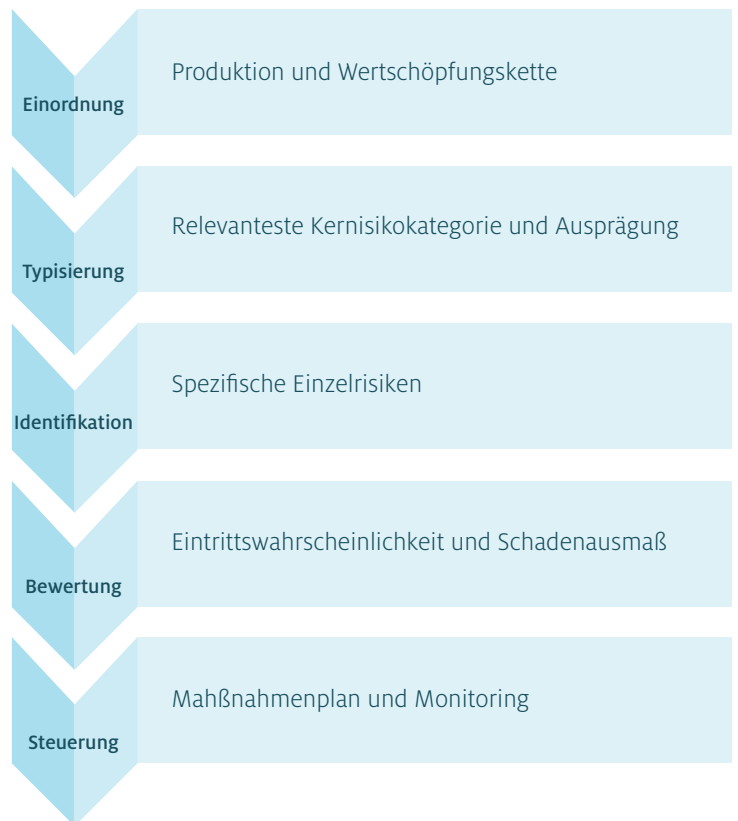 Einordnung
Produktion und Wertschöpfungskette
Typisierung
Relevanteste Kernisikokategorie und Ausprägung
Identifikation
Spezifische Einzelrisiken
Bewertung
Eintrittswahrscheinlichkeit und Schadenausmaß
Steuerung
Mahßnahmenplan und Monitoring